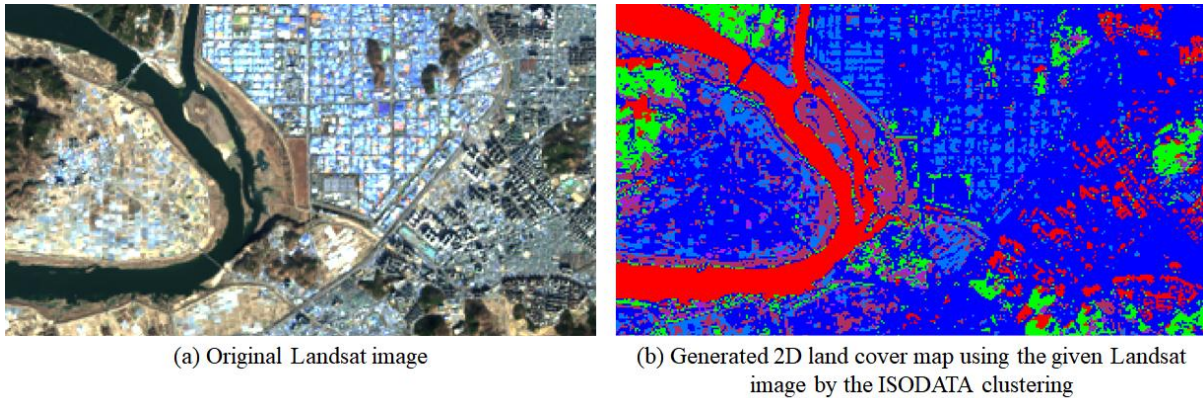 (a) Original Landsat image
(b) Generated 2D land cover map using the given Landsat
image by the ISODATA clustering